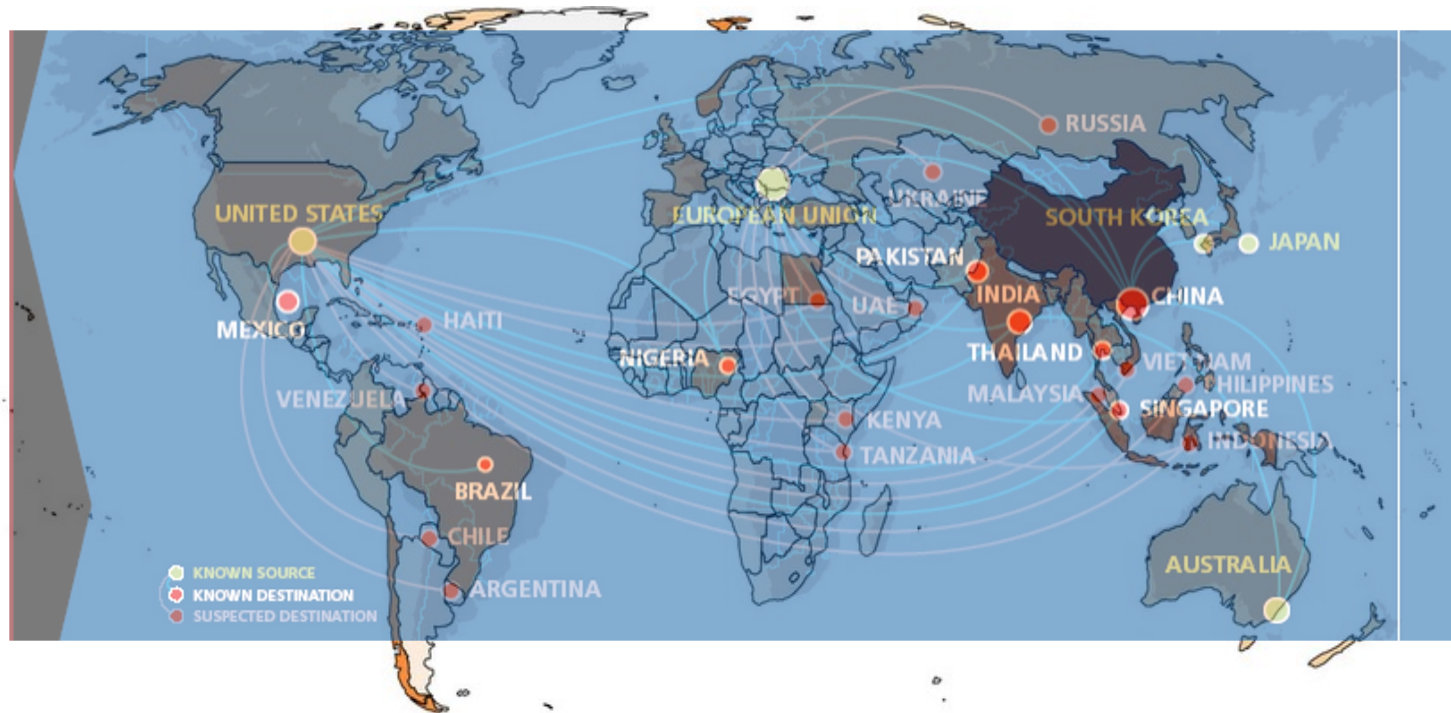 RUSSIA
UKRAINE
UNITED STATES
EUROPEAN UNION
SOUTH KOREA
JAPAN
PAKISTAN
EGYPT
UAE
INDIA
CHINA
MEXICO
HAITI
NIGERIA
THAILAND
VIETNAM
VENEZUELA
MALAYSIA
PHILIPPINES
SINGAPORE
KENYA
TANZANIA
INDONESIA
BRAZIL
CHILE
AUSTRALIA
ARGENTINA
KNOWN SOURCE
KNOWN DESTINATION
SUSPECTED DESTINATION